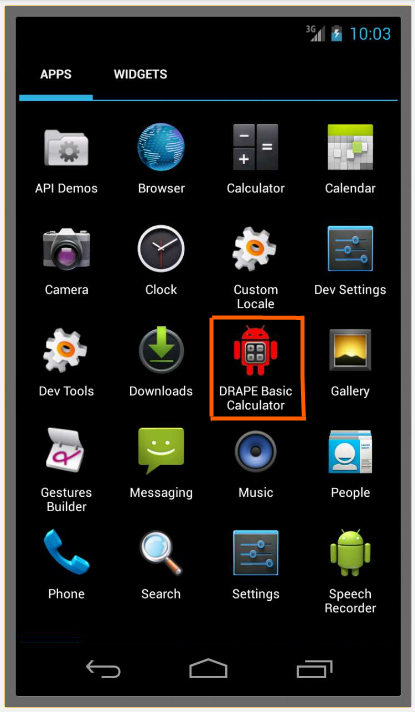 3G 10:03
APPS WIDGETS
API Demos Browser Calculator Calendar
Camera Clock Custom Locale Dev Settings
Dev Tools Downloads DRAPE Basic Calculator Gallery
Gestures Builder Messaging Music People
Phone Search Settings Speech Recorder